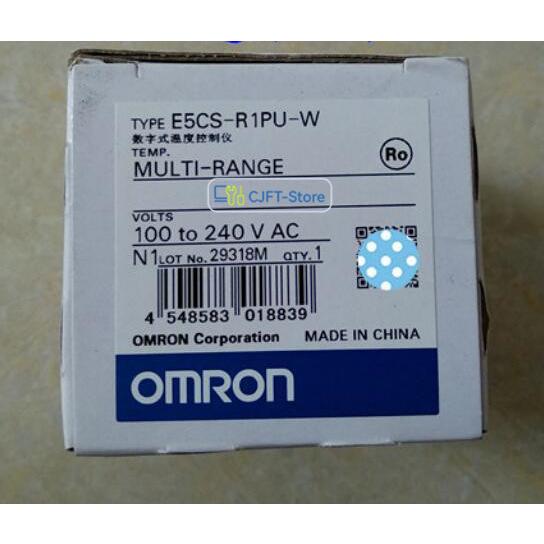 TYPE E5CS-R1PU-W
数字式温度控制仪
TEMP.
MULTI-RANGE
Ro
CJFT-Store
VOLTS
100 to 240 V AC
N1 LOT No. 29318M QTY. 1
4 548583 018839
OMRON Corporation MADE IN CHINA
OMRON